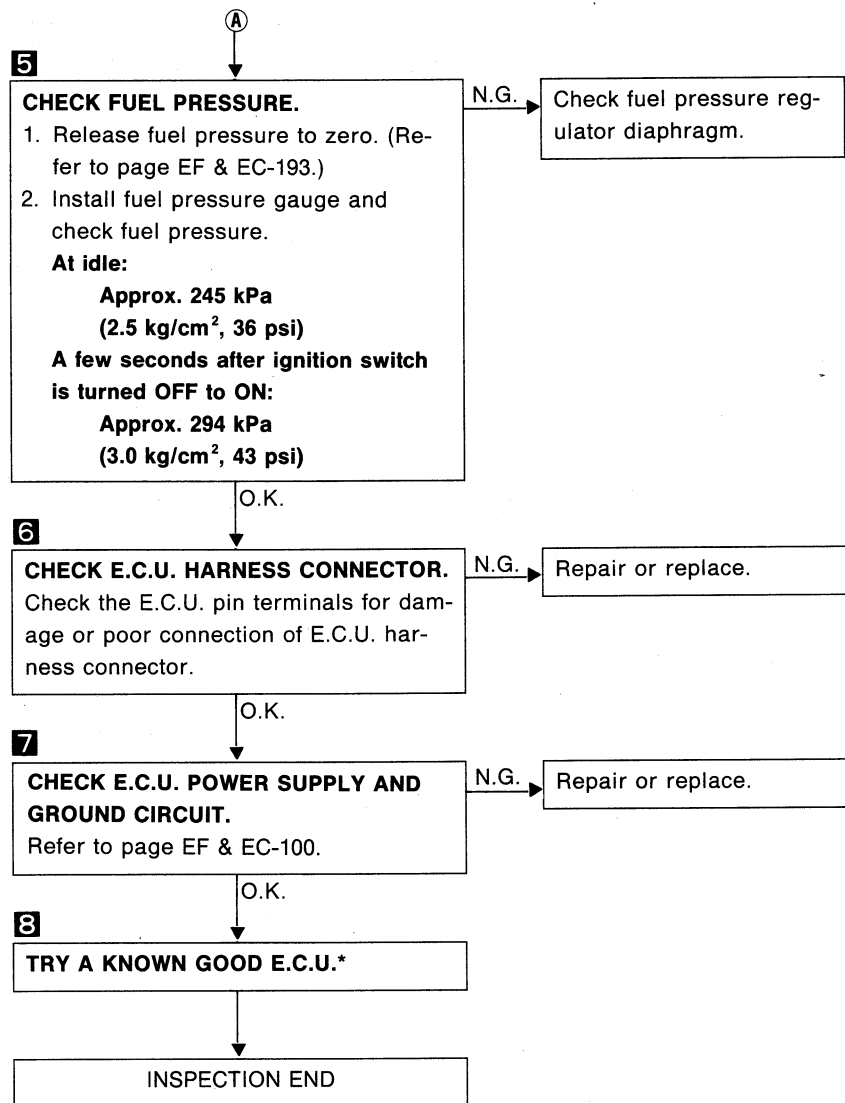 A
5
CHECK FUEL PRESSURE.
1. Release fuel pressure to zero. (Re-
fer to page EF & EC-193.)
2. Install fuel pressure gauge and
check fuel pressure.
At idle:
Approx. 245 kPa
(2.5 kg/cm², 36 psi)
A few seconds after ignition switch
is turned OFF to ON:
Approx. 294 kPa
(3.0 kg/cm², 43 psi)
N.G.
Check fuel pressure reg-
ulator diaphragm.
O.K.
6
CHECK E.C.U. HARNESS CONNECTOR.
Check the E.C.U. pin terminals for dam-
age or poor connection of E.C.U. har-
ness connector.
N.G.
Repair or replace.
O.K.
7
CHECK E.C.U. POWER SUPPLY AND
GROUND CIRCUIT.
Refer to page EF & EC-100.
N.G.
Repair or replace.
O.K.
8
TRY A KNOWN GOOD E.C.U.*
INSPECTION END